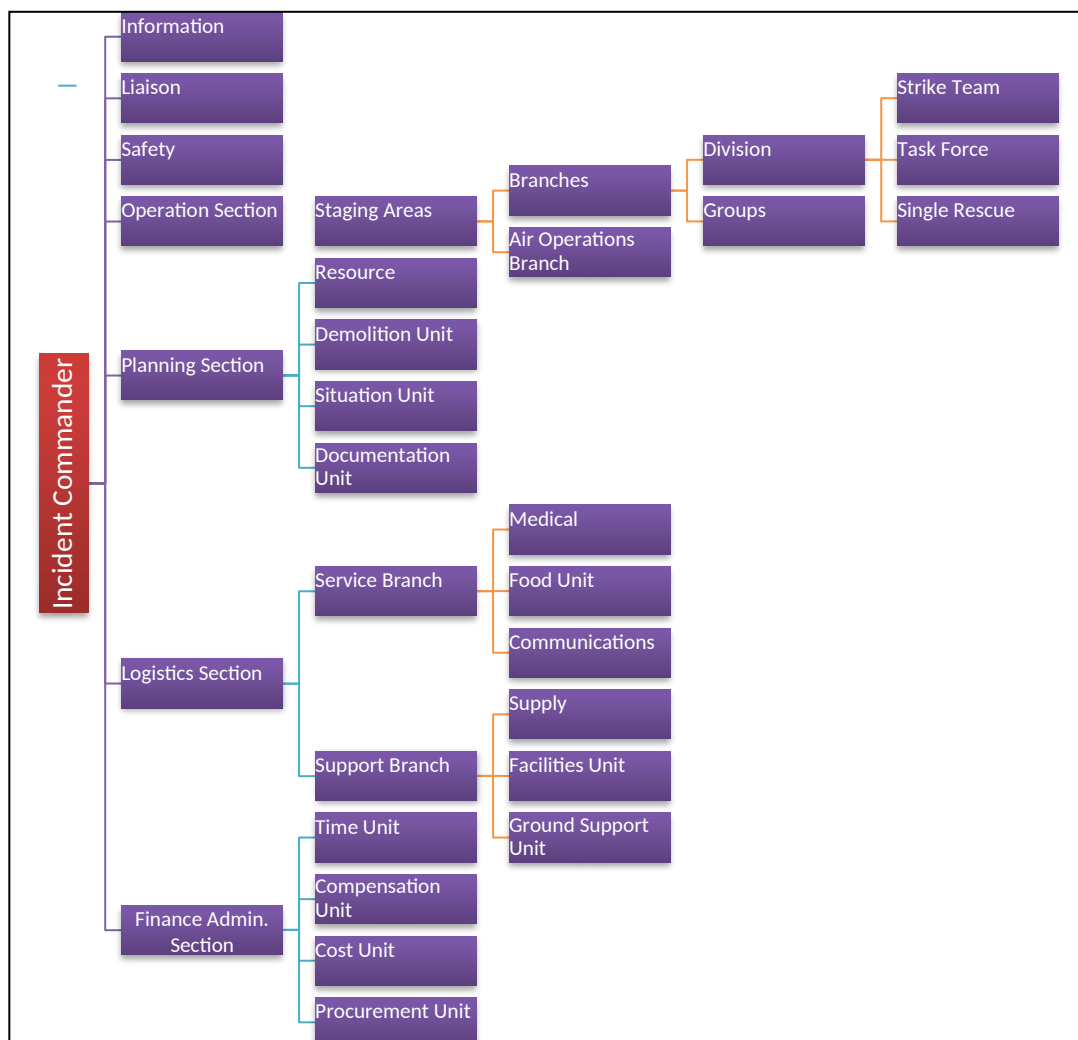 Information
Liaison
Safety
Operation Section
Staging Areas
Branches
Air Operations
Branch
Division
Groups
Strike Team
Task Force
Single Rescue
Incident Commander
Planning Section
Resource
Demolition Unit
Situation Unit
Documentation
Unit
Logistics Section
Service Branch
Medical
Food Unit
Communications
Support Branch
Supply
Facilities Unit
Ground Support
Unit
Finance Admin.
Section
Time Unit
Compensation
Unit
Cost Unit
Procurement Unit